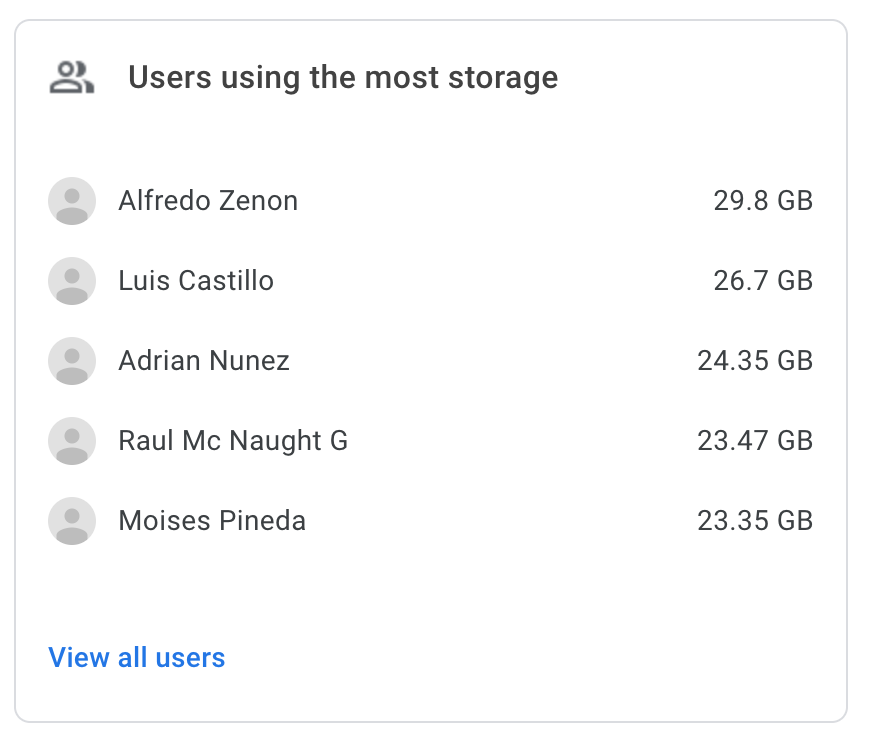 Users using the most storage
Alfredo Zenon 29.8 GB
Luis Castillo 26.7 GB
Adrian Nunez 24.35 GB
Raul Mc Naught G 23.47 GB
Moises Pineda 23.35 GB
View all users